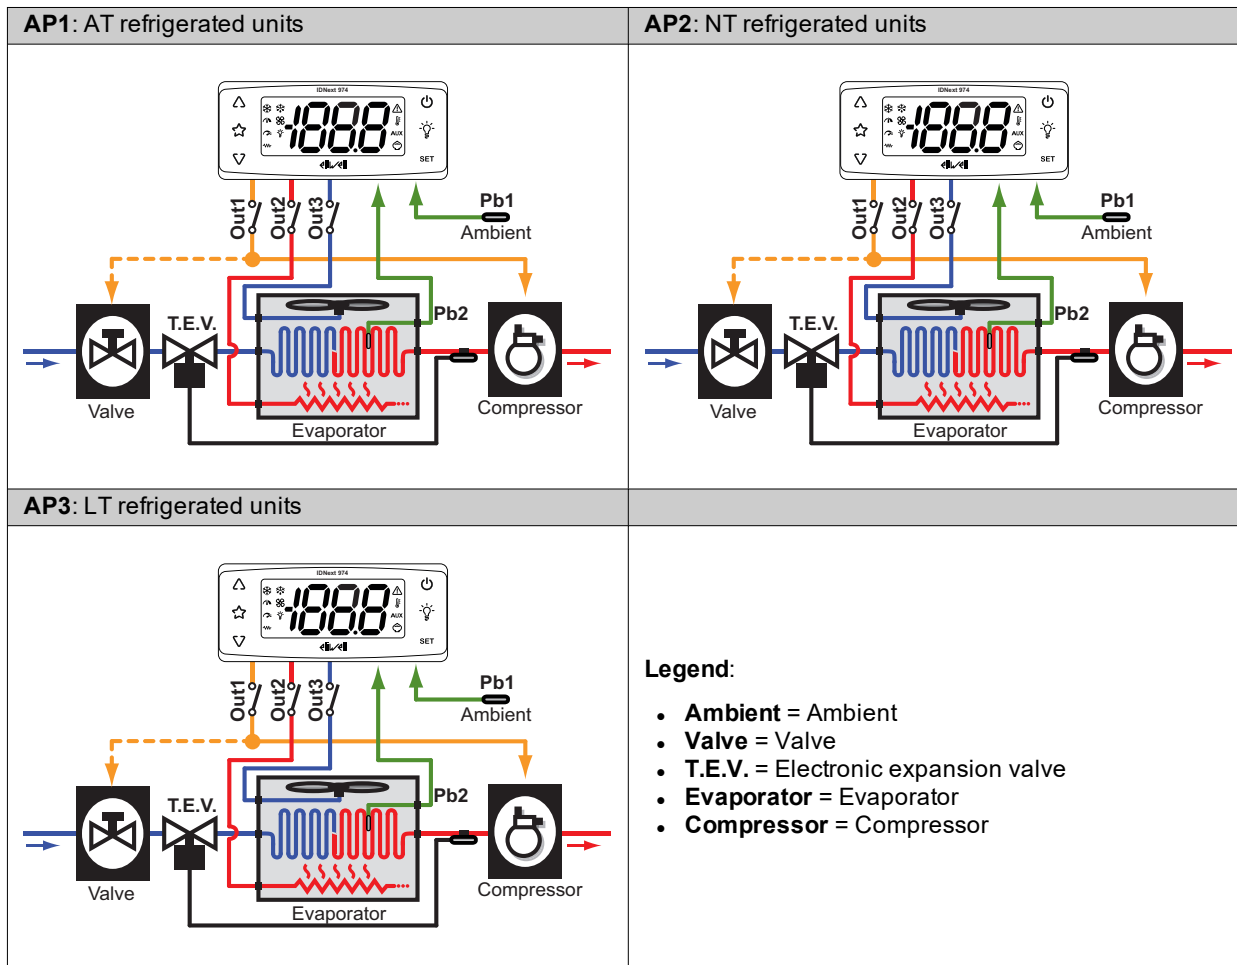 AP1: AT refrigerated units
AP2: NT refrigerated units
IDNext 974
188.8
AUX
eliwell
SET
Out1
Out2
Out3
Pb1
Ambient
T.E.V.
Pb2
Valve
Evaporator
Compressor
IDNext 974
188.8
AUX
eliwell
SET
Out1
Out2
Out3
Pb1
Ambient
T.E.V.
Pb2
Valve
Evaporator
Compressor
AP3: LT refrigerated units
IDNext 974
188.8
AUX
eliwell
SET
Out1
Out2
Out3
Pb1
Ambient
T.E.V.
Pb2
Valve
Evaporator
Compressor
Legend:
• Ambient = Ambient
• Valve = Valve
• T.E.V. = Electronic expansion valve
• Evaporator = Evaporator
• Compressor = Compressor